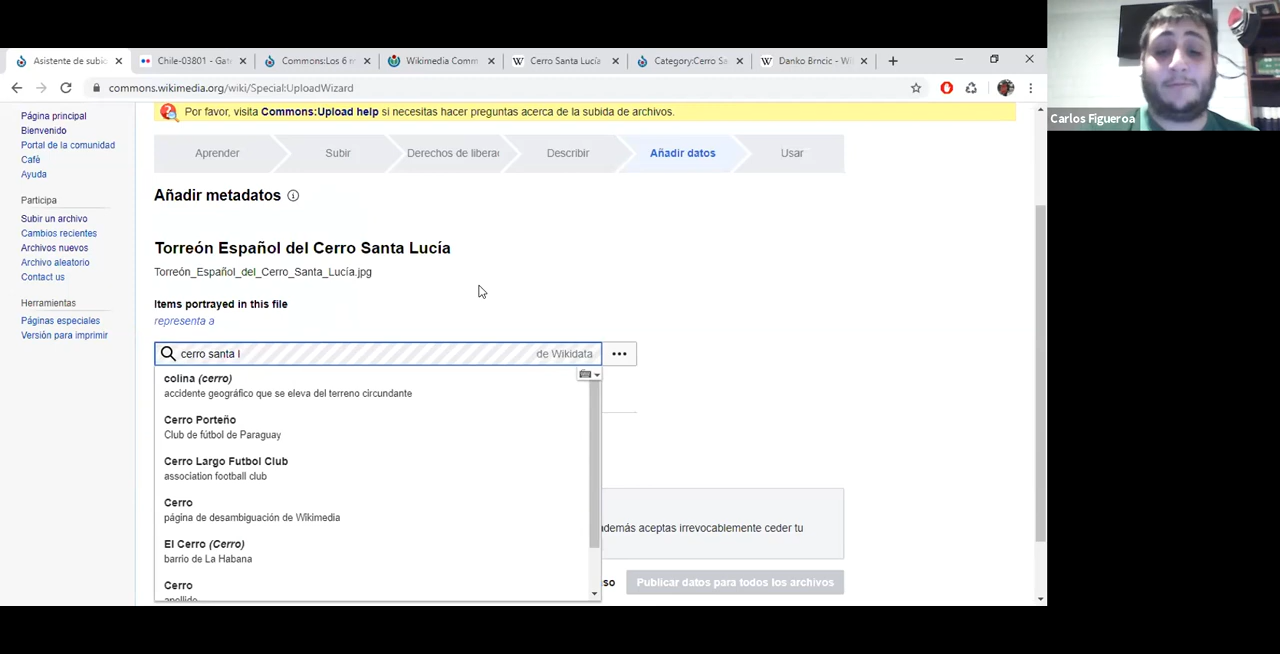 Asistente de subi
Chile-03801 - Gat
Commons:Los 6 m
Wikimedia Comm
Cerro Santa Lucía
Category:Cerro Sa
Danko Brncic - Wi
commons.wikimedia.org/wiki/Special:UploadWizard
Carlos Figueroa
Página principal
Bienvenido
Portal de la comunidad
Café
Ayuda
Participa
Subir un archivo
Cambios recientes
Archivos nuevos
Archivo aleatorio
Contact us
Herramientas
Páginas especiales
Versión para imprimir
Por favor, visita Commons:Upload help si necesitas hacer preguntas acerca de la subida de archivos.
Aprender
Subir
Derechos de liberac
Describir
Añadir datos
Usar
Añadir metadatos
Torreón Español del Cerro Santa Lucía
Torreón_Español_del_Cerro_Santa_Lucía.jpg
Items portrayed in this file
representa a
cerro santa l
de Wikidata
colina (cerro)
accidente geográfico que se eleva del terreno circundante
Cerro Porteño
Club de fútbol de Paraguay
Cerro Largo Futbol Club
association football club
Cerro
página de desambiguación de Wikimedia
El Cerro (Cerro)
barrio de La Habana
Cerro
apellido
además aceptas irrevocablemente ceder tu
so
Publicar datos para todos los archivos